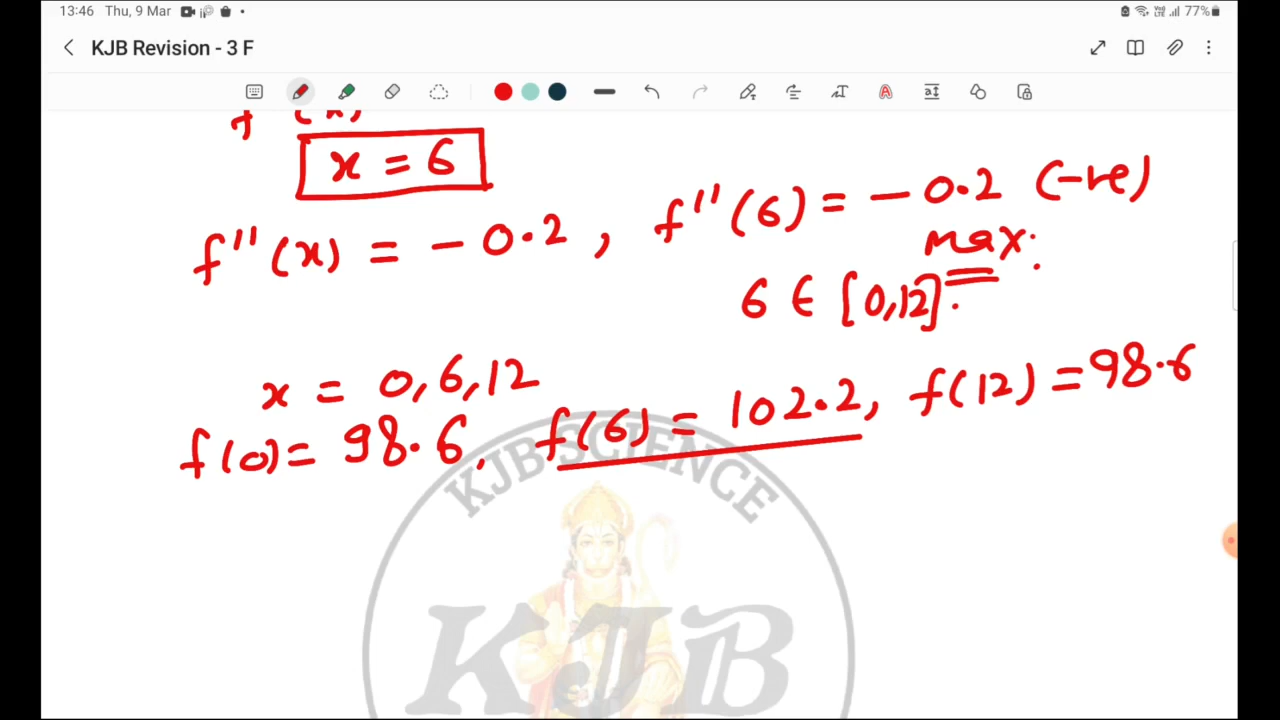 13:46 Thu, 9 Mar 77%
KJB Revision - 3 F
f (x)
x = 6
f''(x) = - 0.2 , f''(6) = - 0.2 (-ve)
max.
6 ∈ [0,12].
x = 0,6,12
f(0) = 98.6, f(6) = 102.2, f(12) = 98.6
KJB SCIENCE
KJB